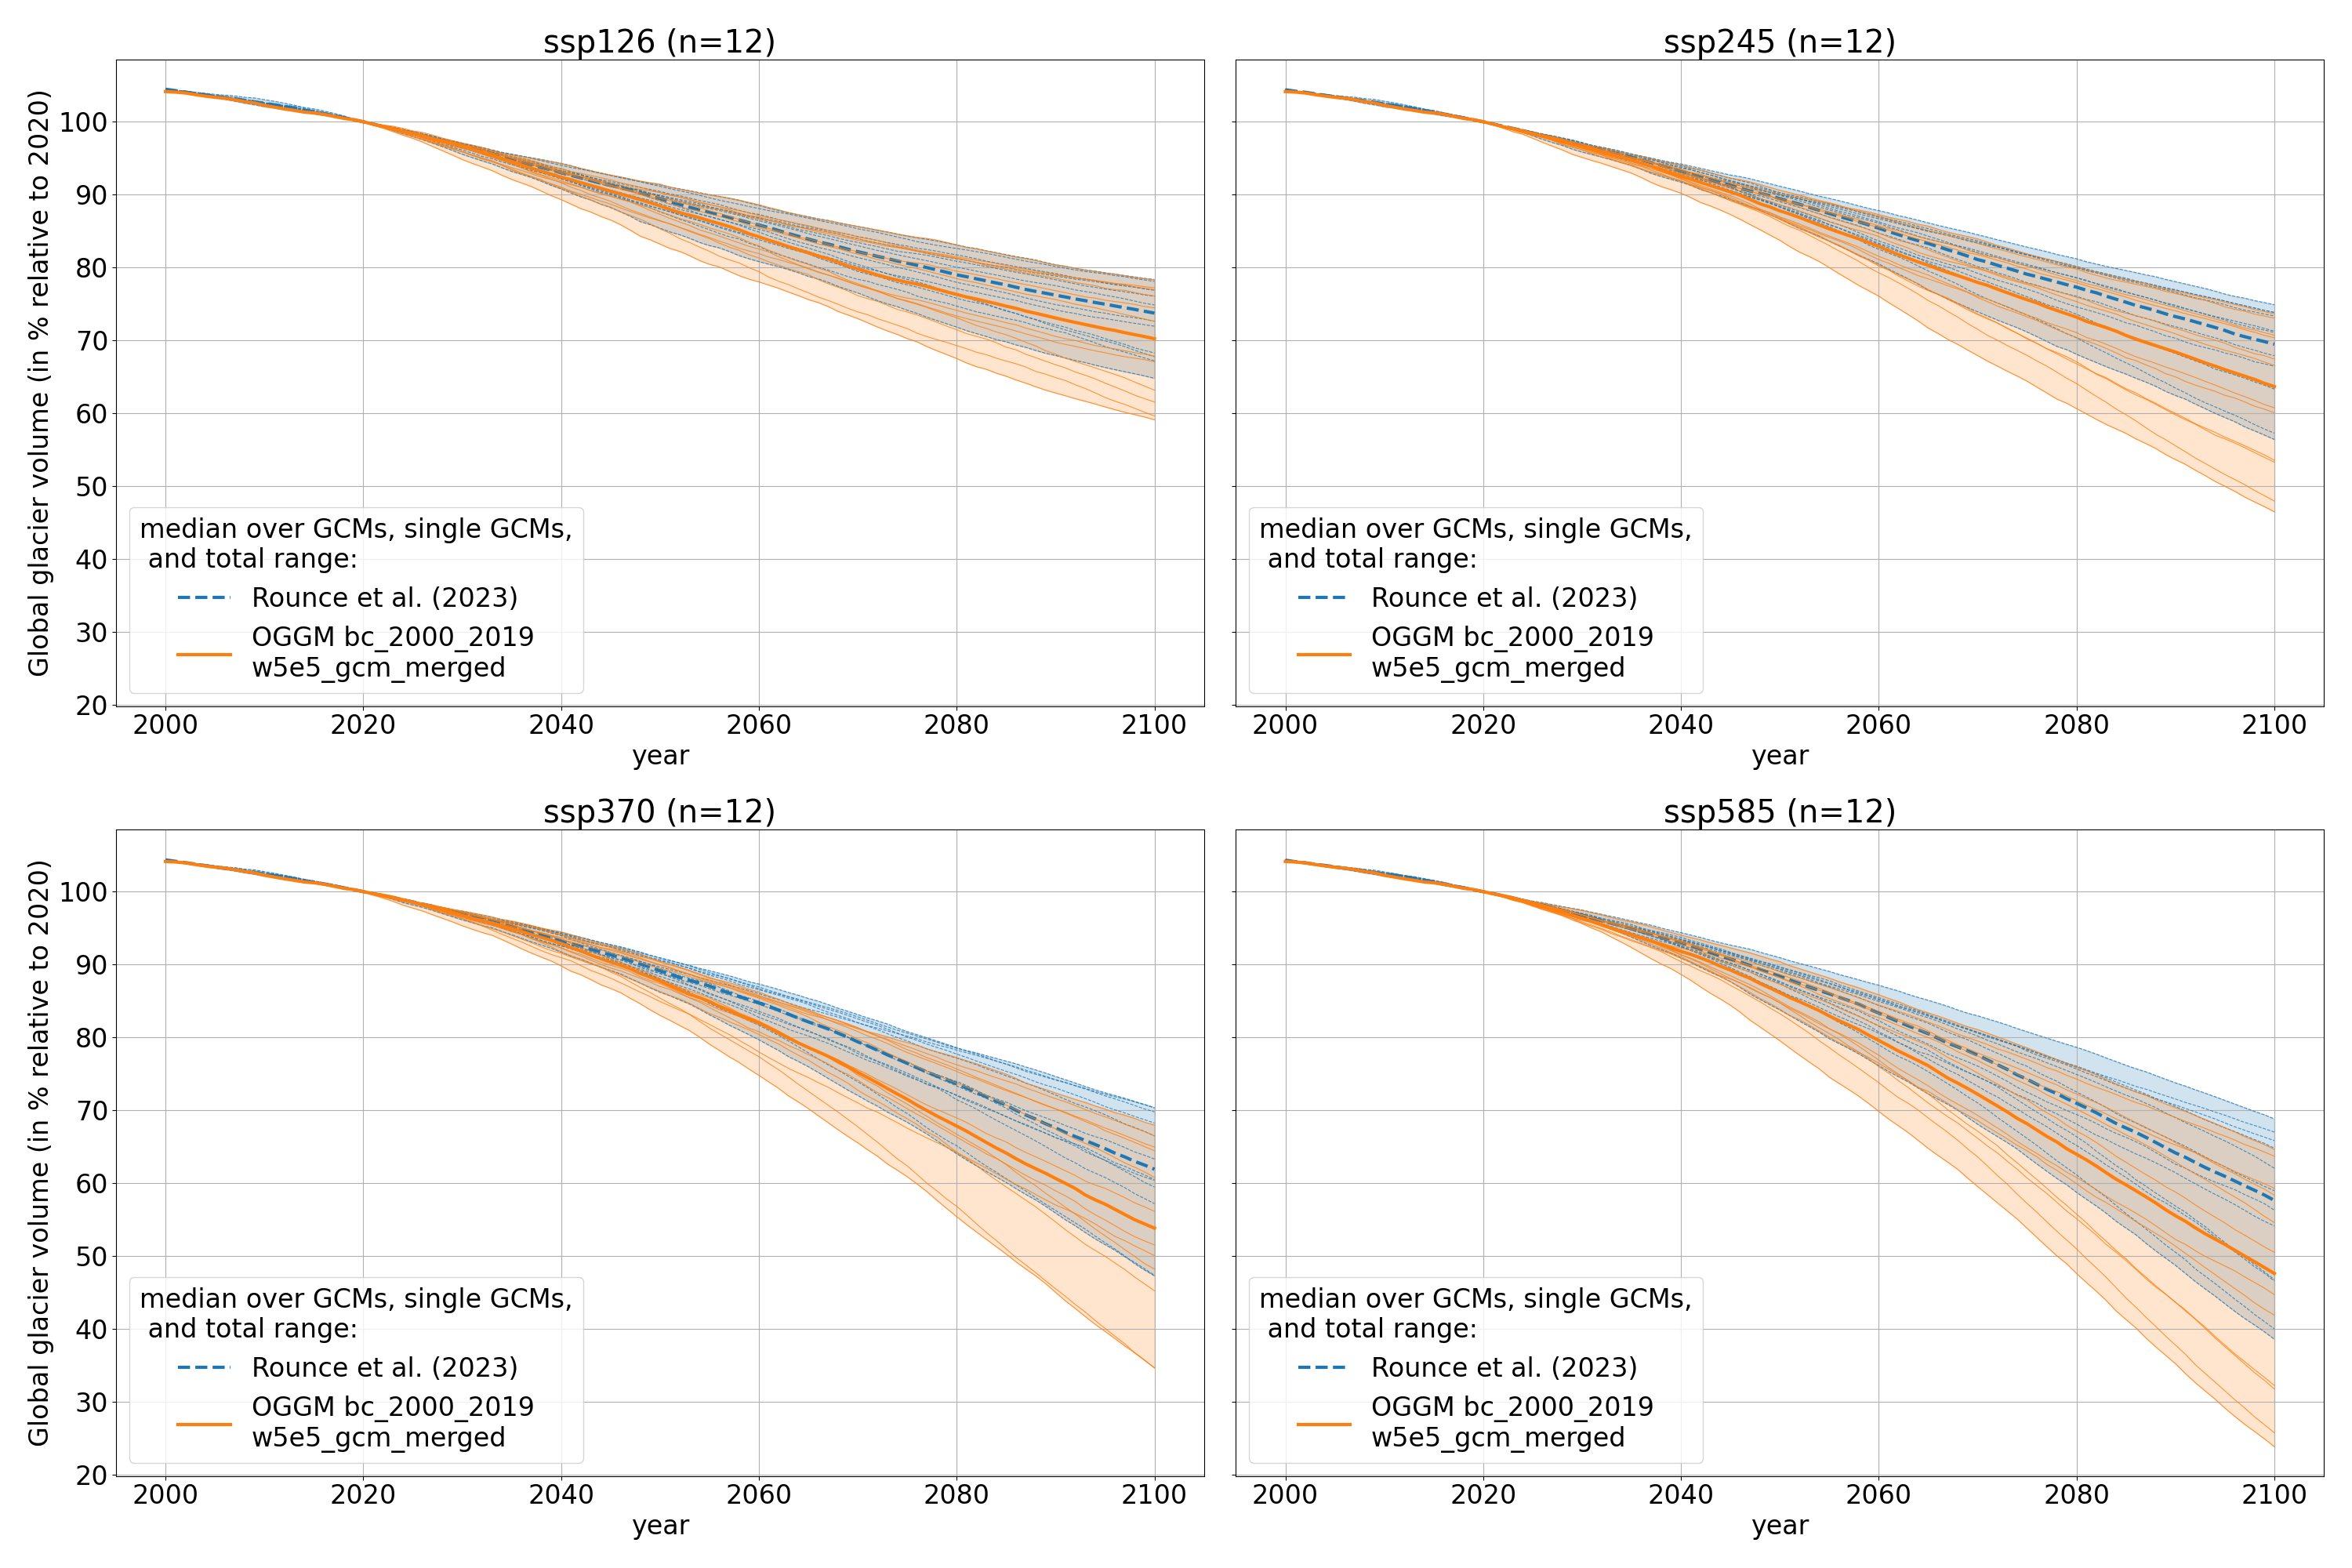 ssp126 (n=12)
Global glacier volume (in % relative to 2020)
100
90
80
70
60
50
40
30
20
median over GCMs, single GCMs,
and total range:
Rounce et al. (2023)
OGGM bc_2000_2019
w5e5_gcm_merged
2000 2020 2040 2060 2080 2100
year
ssp245 (n=12)
median over GCMs, single GCMs,
and total range:
Rounce et al. (2023)
OGGM bc_2000_2019
w5e5_gcm_merged
2000 2020 2040 2060 2080 2100
year
ssp370 (n=12)
Global glacier volume (in % relative to 2020)
100
90
80
70
60
50
40
30
20
median over GCMs, single GCMs,
and total range:
Rounce et al. (2023)
OGGM bc_2000_2019
w5e5_gcm_merged
2000 2020 2040 2060 2080 2100
year
ssp585 (n=12)
median over GCMs, single GCMs,
and total range:
Rounce et al. (2023)
OGGM bc_2000_2019
w5e5_gcm_merged
2000 2020 2040 2060 2080 2100
year